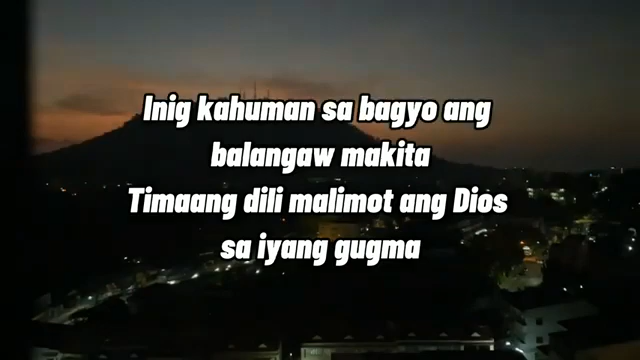 Inig kahuman sa bagyo ang
balangaw makita
Timaang dili malimot ang Dios
sa iyang gugma